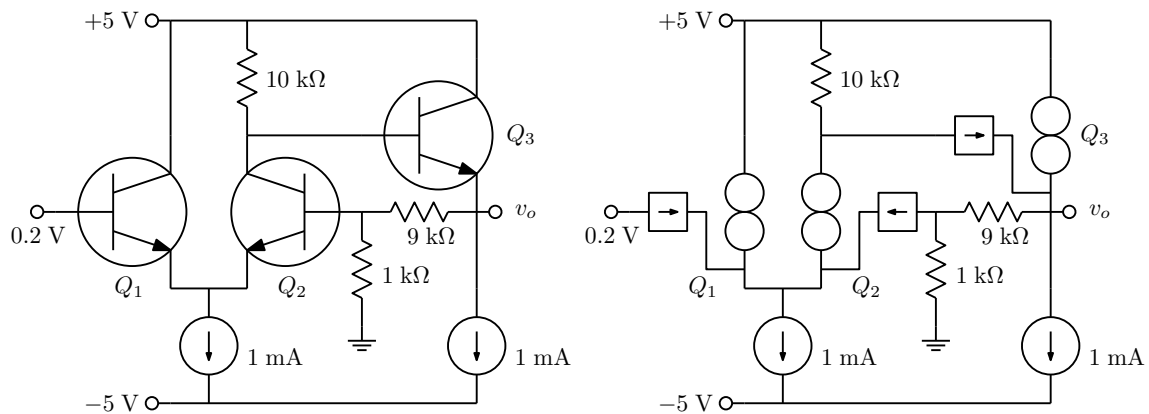 +5 V
10 kΩ
Q3
vo
0.2 V
9 kΩ
Q1
Q2
1 kΩ
1 mA
1 mA
−5 V
+5 V
10 kΩ
Q3
vo
0.2 V
9 kΩ
Q1
Q2
1 kΩ
1 mA
1 mA
−5 V